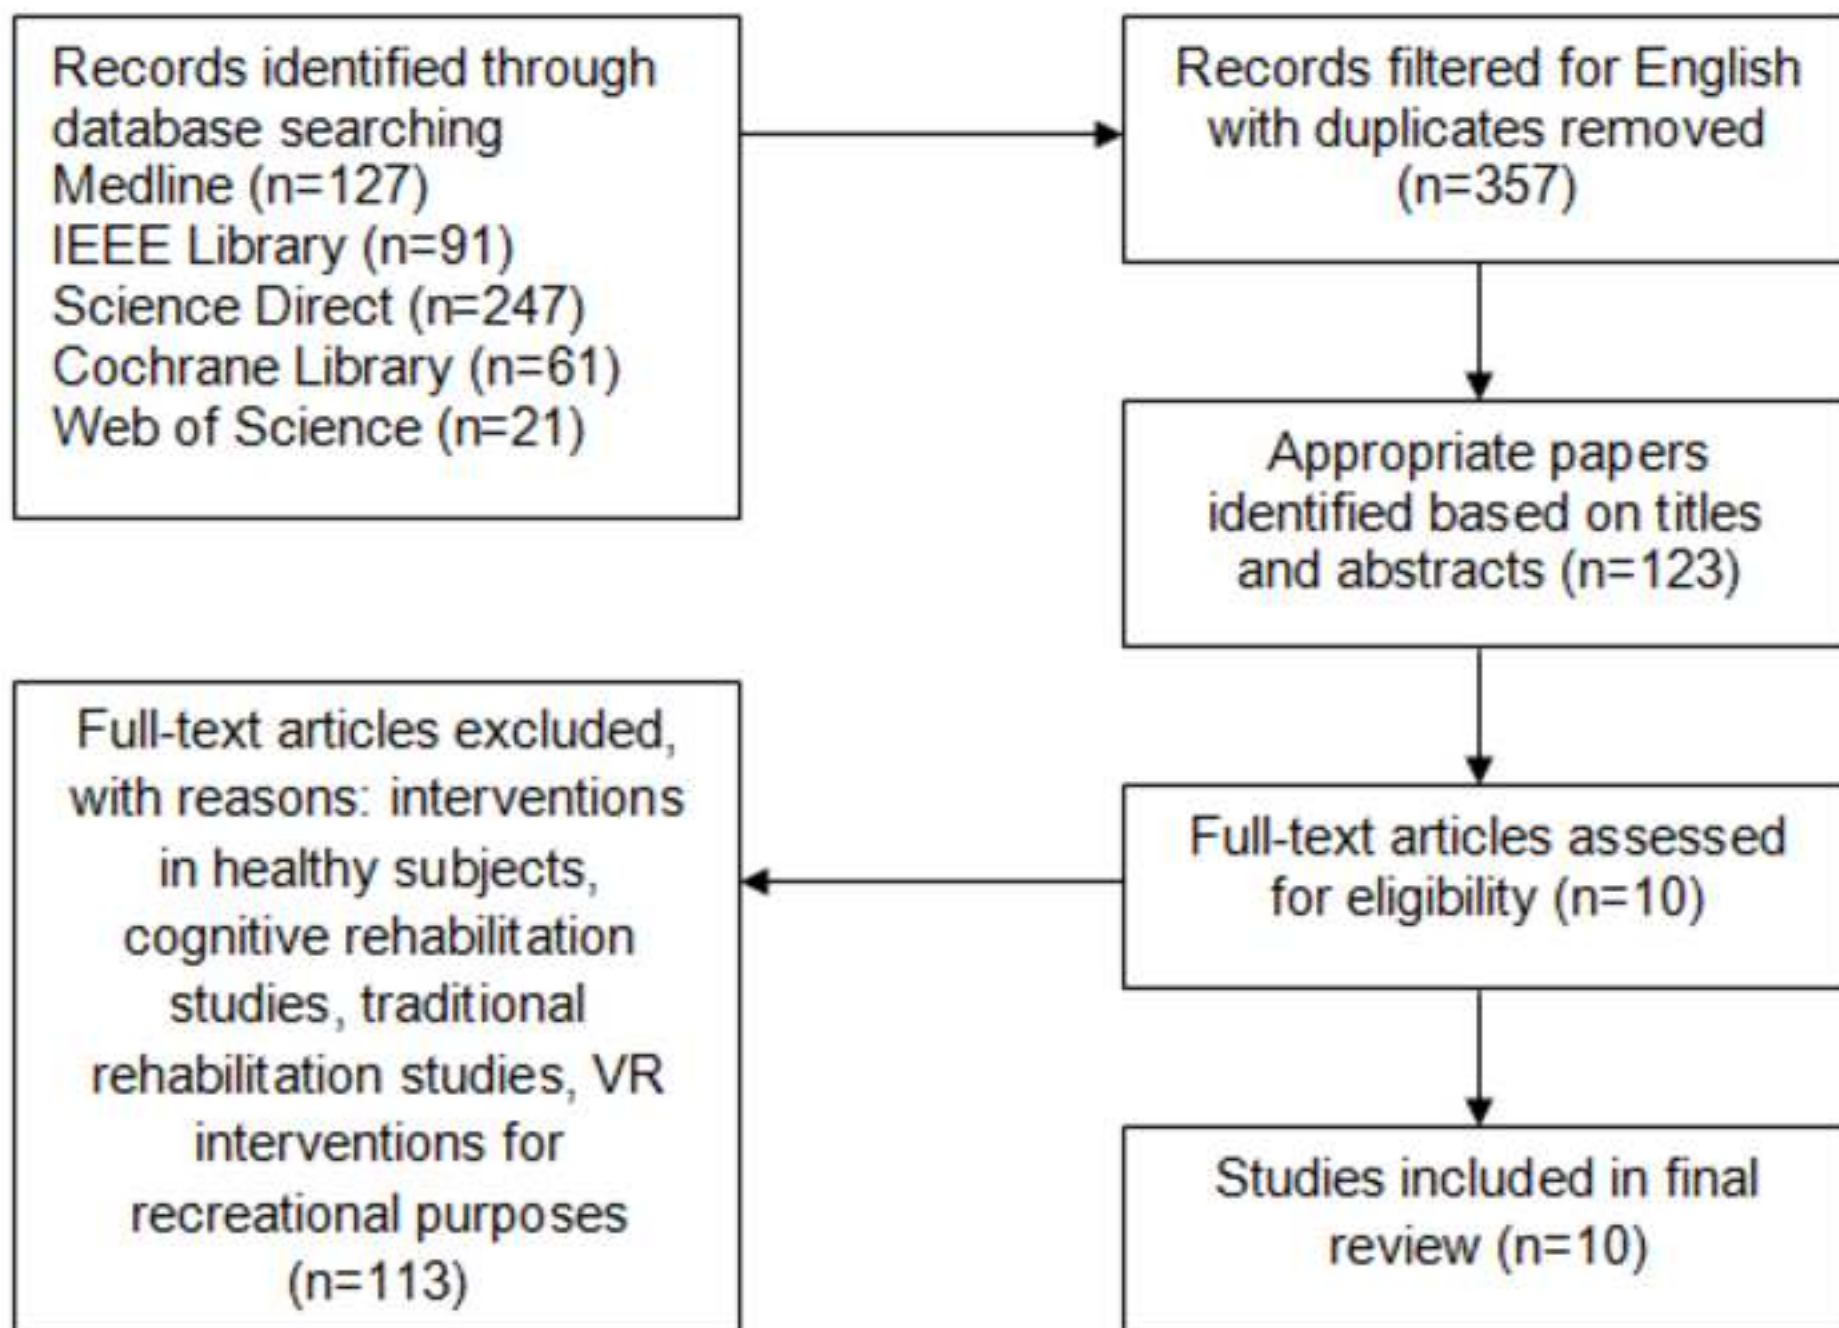 Records identified through
database searching
Medline (n=127)
IEEE Library (n=91)
Science Direct (n=247)
Cochrane Library (n=61)
Web of Science (n=21)
Records filtered for English
with duplicates removed
(n=357)
Appropriate papers
identified based on titles
and abstracts (n=123)
Full-text articles assessed
for eligibility (n=10)
Full-text articles excluded,
with reasons: interventions
in healthy subjects,
cognitive rehabilitation
studies, traditional
rehabilitation studies, VR
interventions for
recreational purposes
(n=113)
Studies included in final
review (n=10)